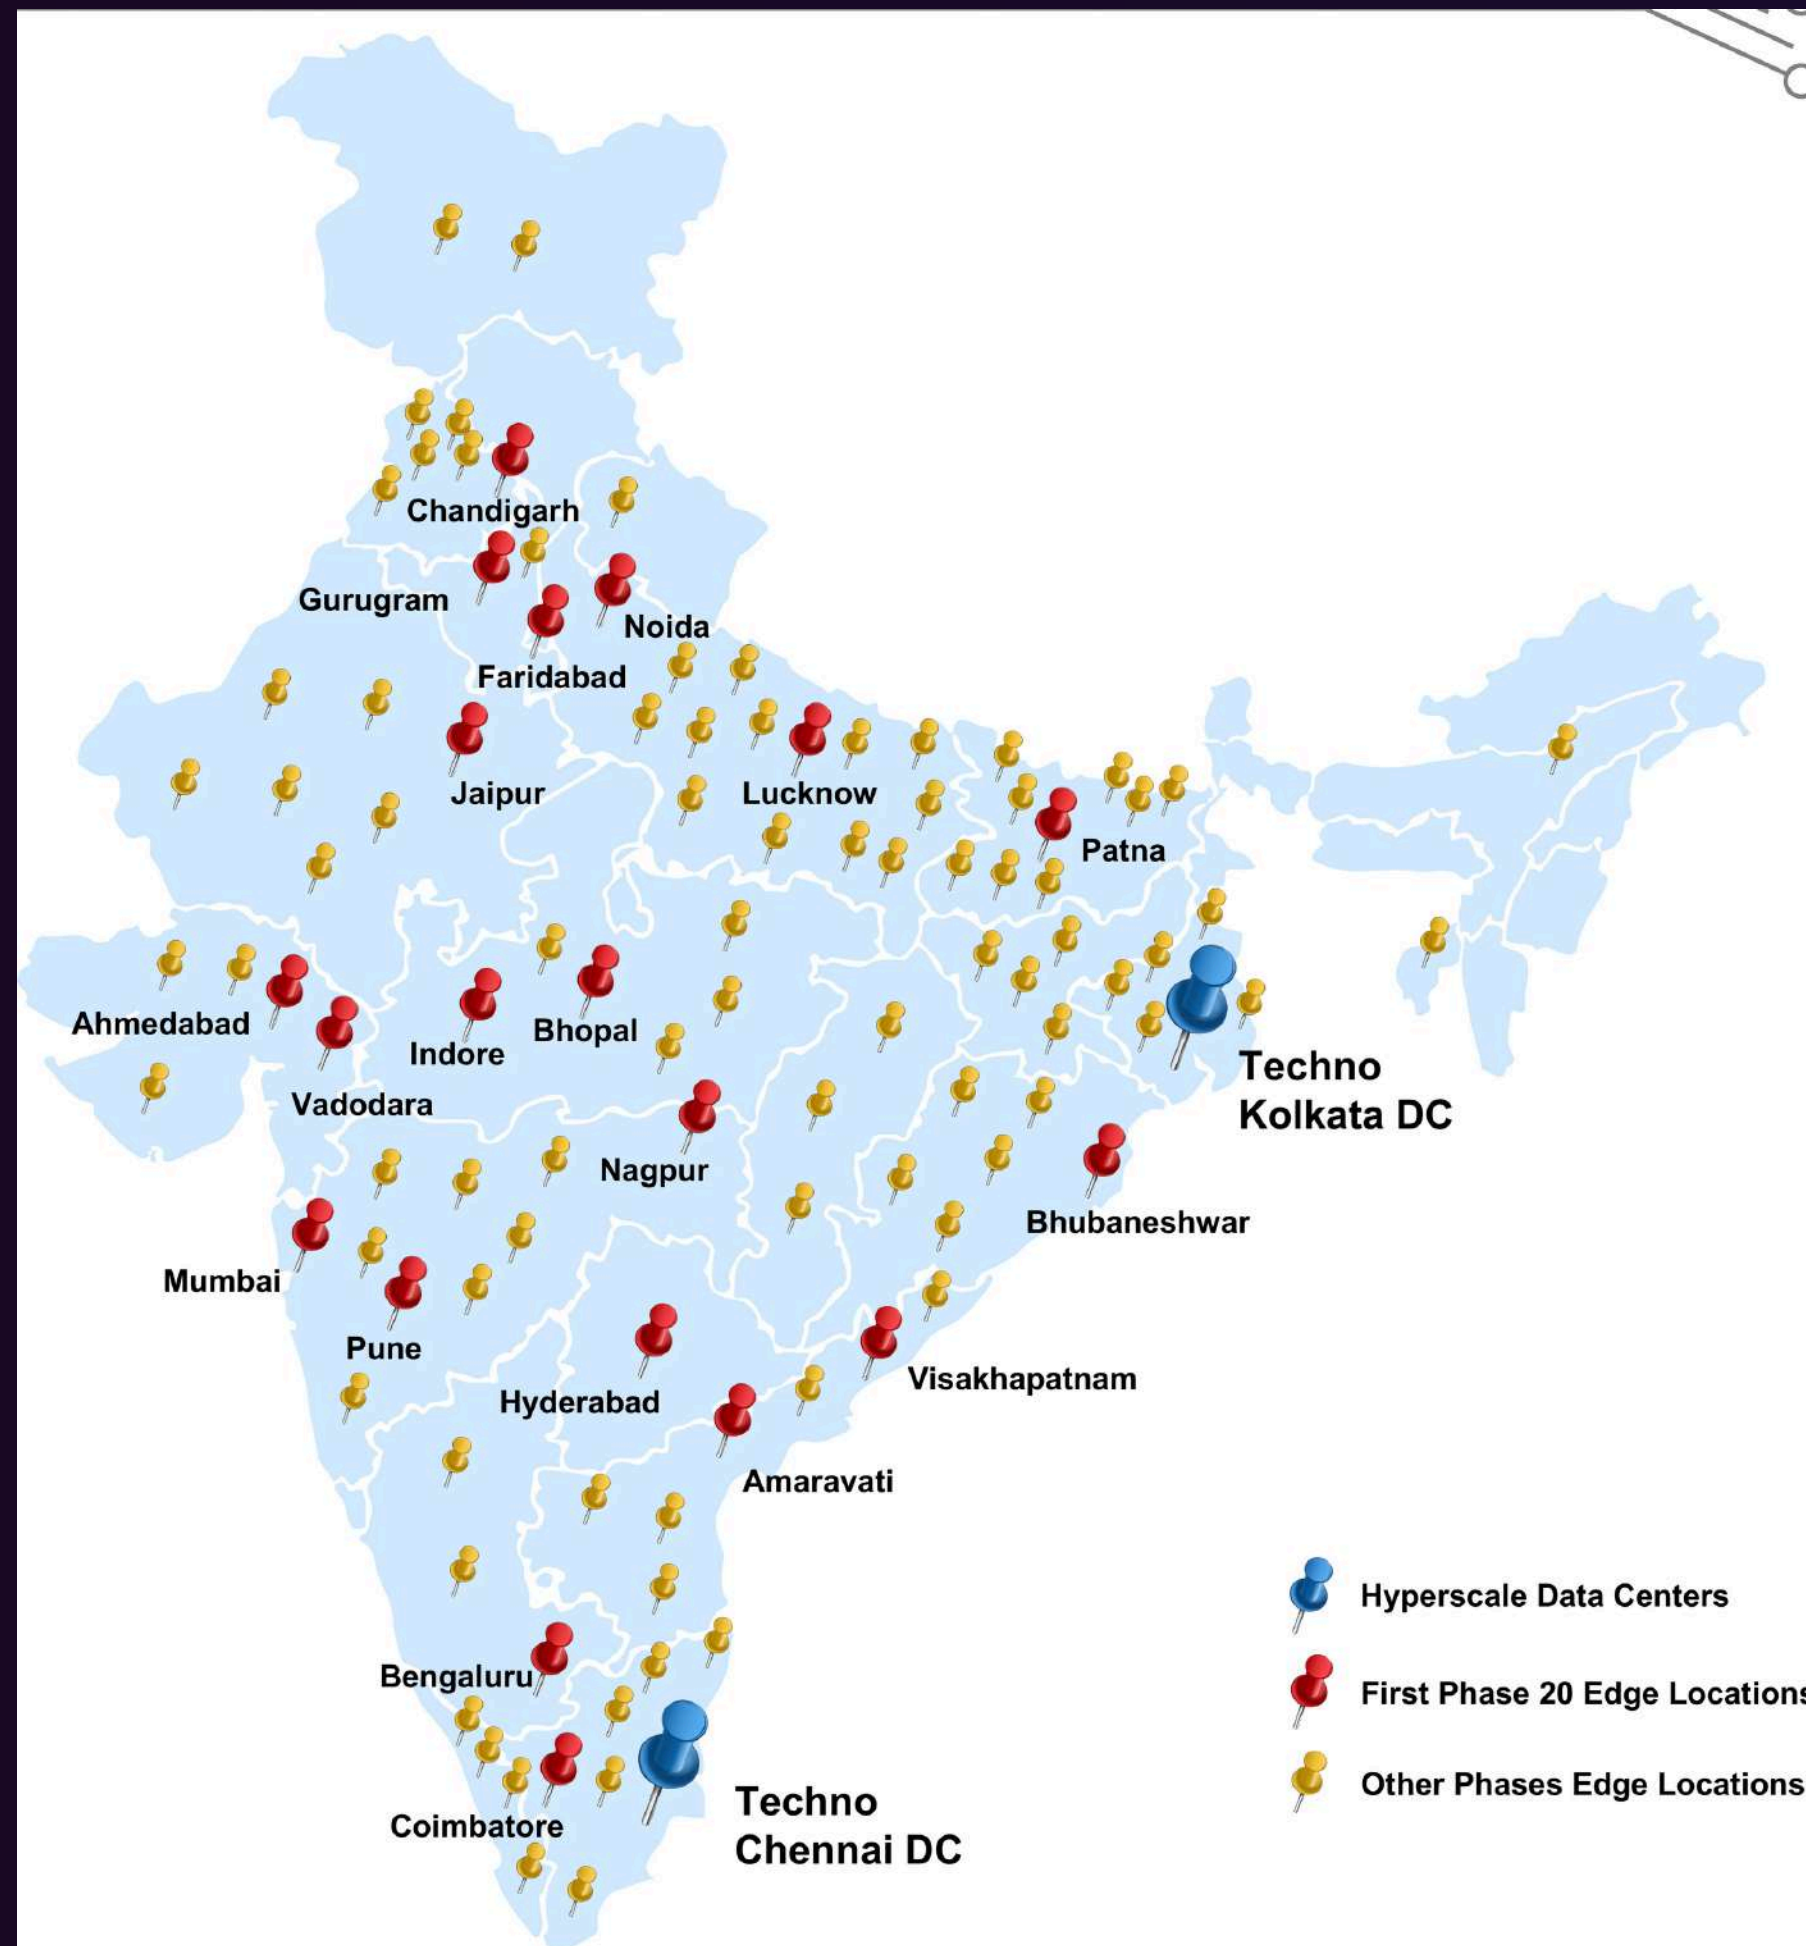 Chandigarh
Gurugram
Noida
Faridabad
Jaipur
Lucknow
Patna
Ahmedabad
Indore
Bhopal
Vadodara
Techno
Kolkata DC
Nagpur
Bhubaneshwar
Mumbai
Pune
Hyderabad
Visakhapatnam
Amaravati
Bengaluru
Coimbatore
Techno
Chennai DC
Hyperscale Data Centers
First Phase 20 Edge Locations
Other Phases Edge Locations